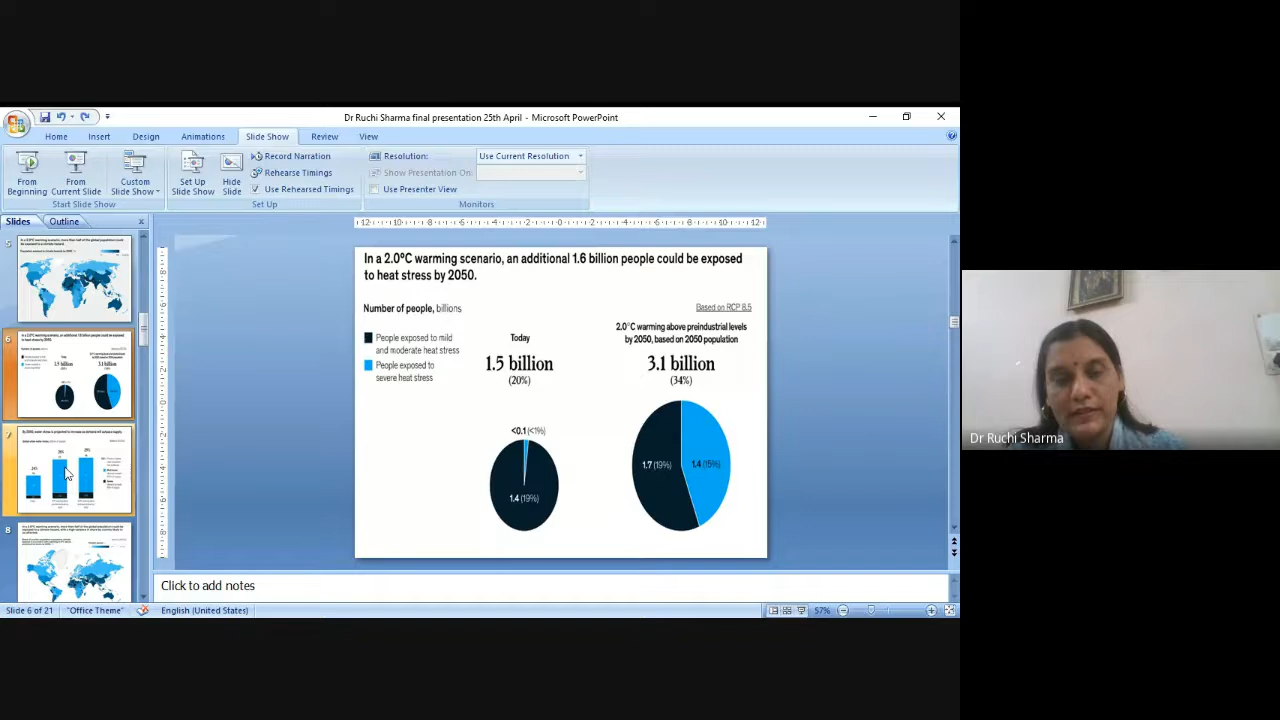 Dr Ruchi Sharma final presentation 25th April - Microsoft PowerPoint
Home Insert Design Animations Slide Show Review View
From Beginning
From Current Slide
Custom Slide Show
Start Slide Show
Set Up Slide Show
Hide Slide
Record Narration
Rehearse Timings
Use Rehearsed Timings
Set Up
Resolution: Use Current Resolution
Show Presentation On:
Use Presenter View
Monitors
Slides Outline
5
6
7
8
In a 2.0°C warming scenario, an additional 1.6 billion people could be exposed
to heat stress by 2050.
Number of people, billions
Based on RCP 8.5
People exposed to mild
and moderate heat stress
People exposed to
severe heat stress
Today
1.5 billion
(20%)
2.0°C warming above preindustrial levels
by 2050, based on 2050 population
3.1 billion
(34%)
<0.1 (<1%)
1.4 (19%)
1.7 (19%)
1.4 (15%)
Click to add notes
Slide 6 of 21 "Office Theme" English (United States) 57%
Dr Ruchi Sharma